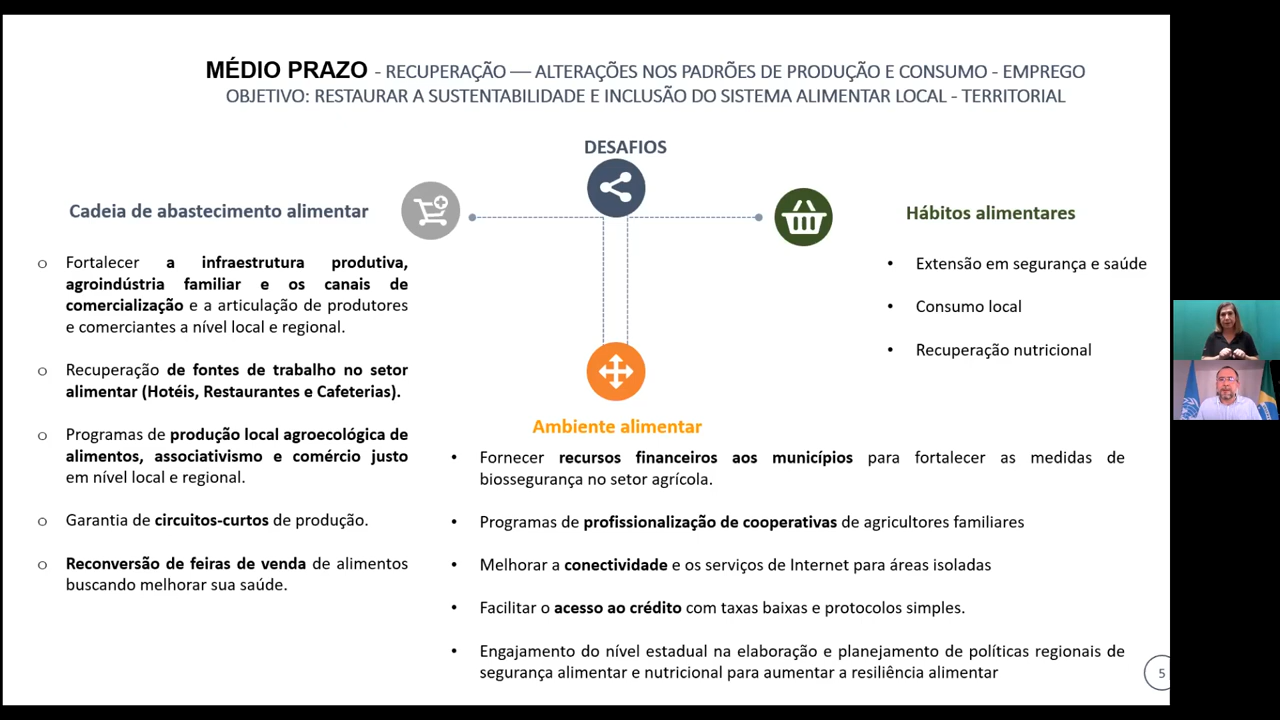 MÉDIO PRAZO - RECUPERAÇÃO — ALTERAÇÕES NOS PADRÕES DE PRODUÇÃO E CONSUMO - EMPREGO
OBJETIVO: RESTAURAR A SUSTENTABILIDADE E INCLUSÃO DO SISTEMA ALIMENTAR LOCAL - TERRITORIAL
DESAFIOS
Cadeia de abastecimento alimentar
o Fortalecer a infraestrutura produtiva,
agroindústria familiar e os canais de
comercialização e a articulação de produtores
e comerciantes a nível local e regional.
o Recuperação de fontes de trabalho no setor
alimentar (Hotéis, Restaurantes e Cafeterias).
o Programas de produção local agroecológica de
alimentos, associativismo e comércio justo
em nível local e regional.
o Garantia de circuitos-curtos de produção.
o Reconversão de feiras de venda de alimentos
buscando melhorar sua saúde.
Hábitos alimentares
• Extensão em segurança e saúde
• Consumo local
• Recuperação nutricional
Ambiente alimentar
• Fornecer recursos financeiros aos municípios para fortalecer as medidas de
biossegurança no setor agrícola.
• Programas de profissionalização de cooperativas de agricultores familiares
• Melhorar a conectividade e os serviços de Internet para áreas isoladas
• Facilitar o acesso ao crédito com taxas baixas e protocolos simples.
• Engajamento do nível estadual na elaboração e planejamento de políticas regionais de
segurança alimentar e nutricional para aumentar a resiliência alimentar
5